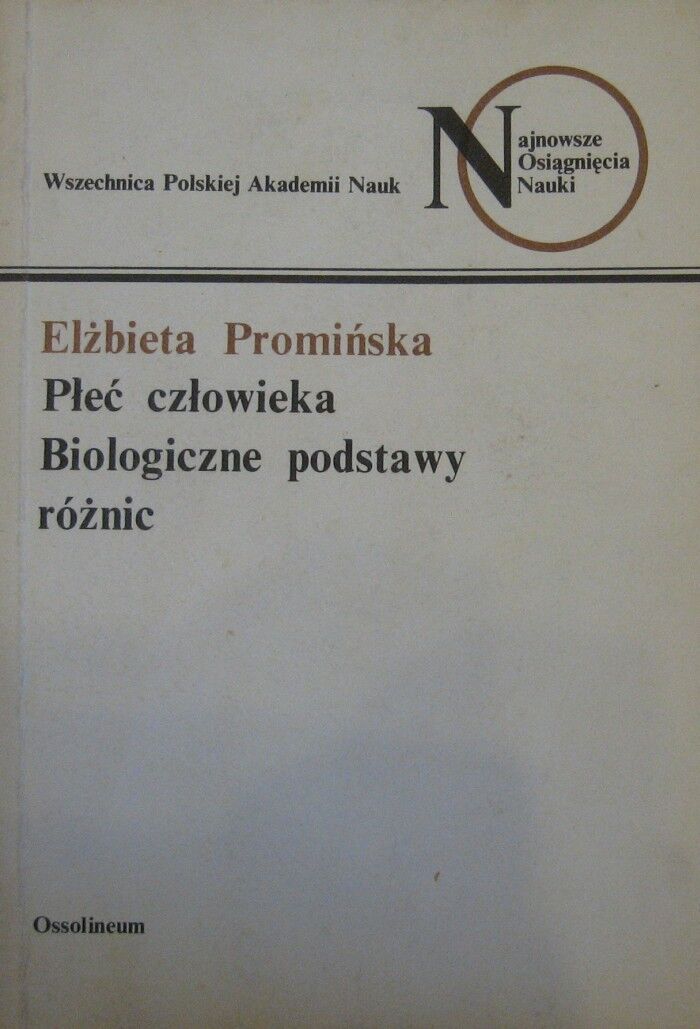 Wszechnica Polskiej Akademii Nauk
Najnowsze
Osiągnięcia
Nauki
Elżbieta Promińska
Płeć człowieka
Biologiczne podstawy
różnic
Ossolineum